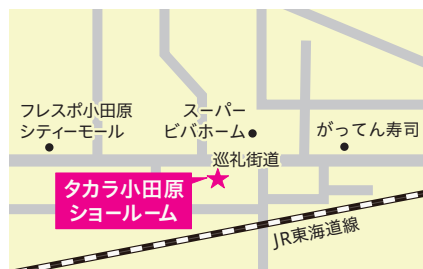 フレスポ小田原
シティーモール
スーパー
ビバホーム
がってん寿司
巡礼街道
タカラ小田原
ショールーム
JR東海道線